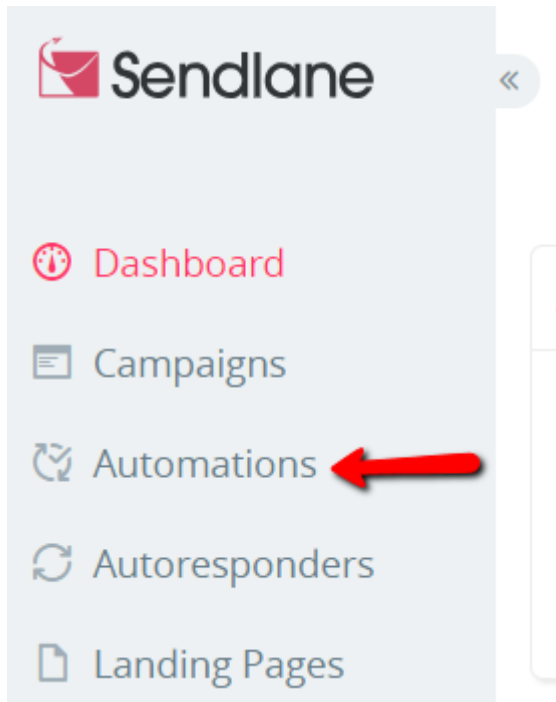 Sendlane
Dashboard
Campaigns
Automations
Autoresponders
Landing Pages